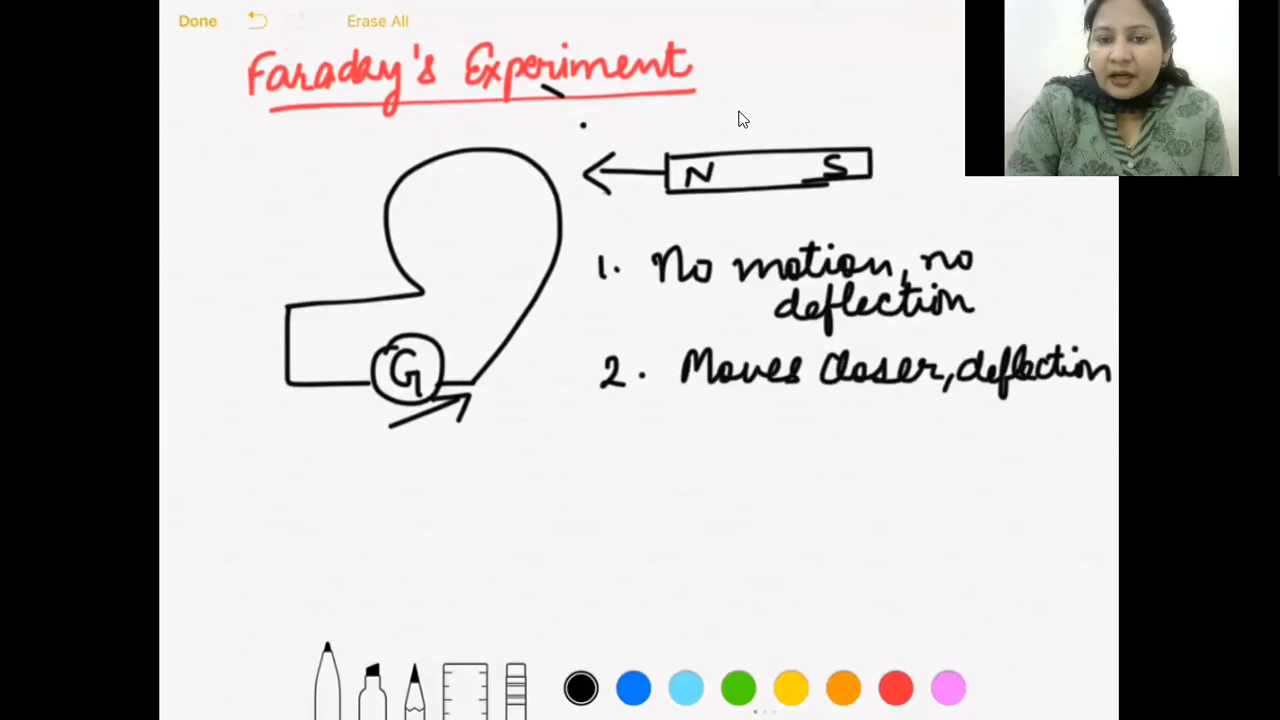 Done
Erase All
Faraday's Experiment
N S
1. No motion, no
deflection
2. Moves closer, deflection
G